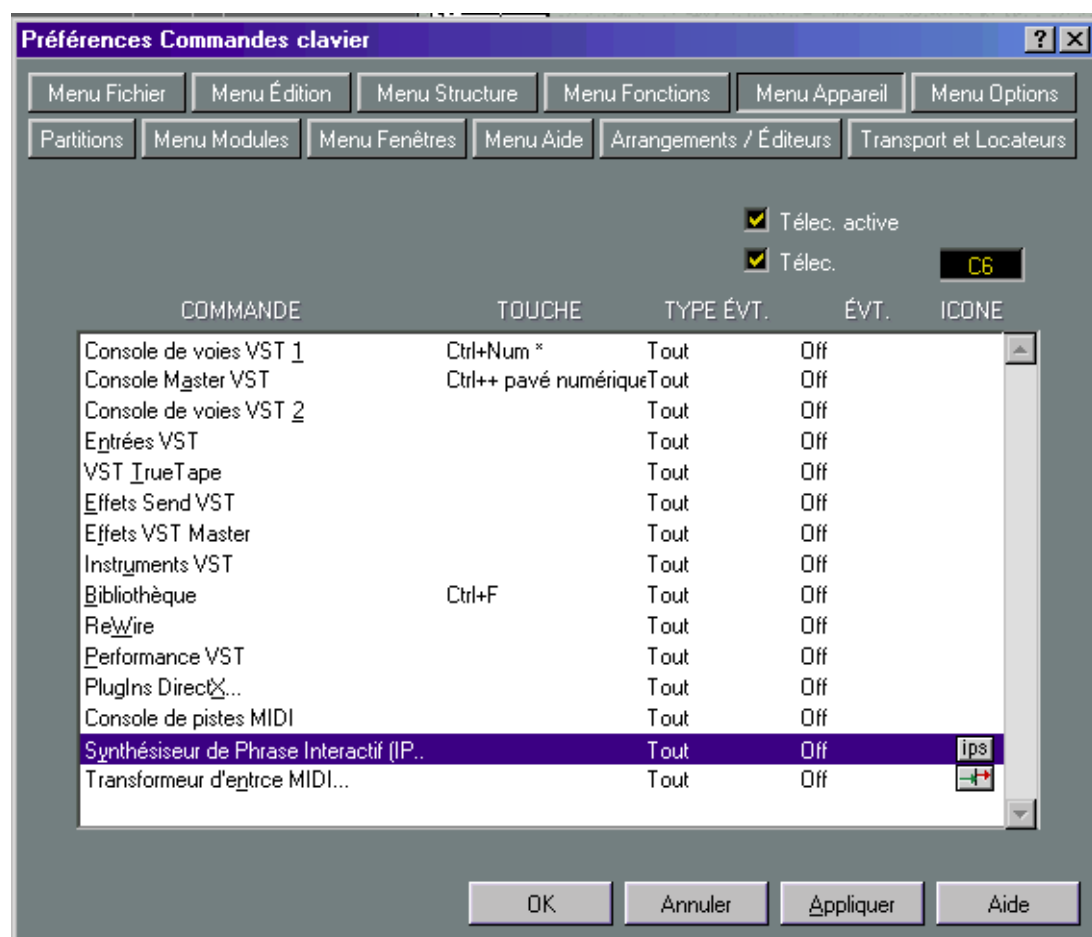 Préférences Commandes clavier
Menu Fichier Menu Édition Menu Structure Menu Fonctions Menu Appareil Menu Options
Partitions Menu Modules Menu Fenêtres Menu Aide Arrangements / Éditeurs Transport et Locateurs
Télec. active
Télec. C6
COMMANDE TOUCHE TYPE ÉVT. ÉVT. ICONE
Console de voies VST 1 Ctrl+Num * Tout Off
Console Master VST Ctrl++ pavé numérique Tout Off
Console de voies VST 2 Tout Off
Entrées VST Tout Off
VST TrueTape Tout Off
Effets Send VST Tout Off
Effets VST Master Tout Off
Instruments VST Tout Off
Bibliothèque Ctrl+F Tout Off
ReWire Tout Off
Performance VST Tout Off
PlugIns DirectX... Tout Off
Console de pistes MIDI Tout Off
Synthésiseur de Phrase Interactif (IP.. Tout Off ips
Transformeur d'entrce MIDI... Tout Off
OK Annuler Appliquer Aide